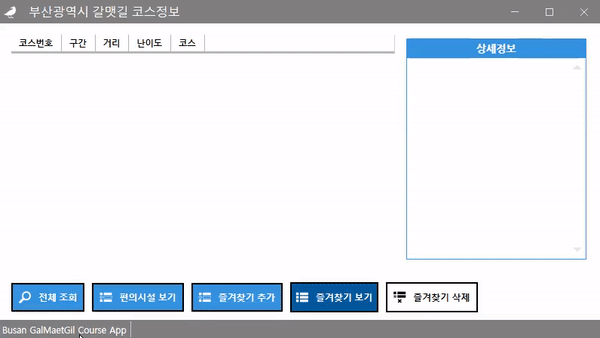 부산광역시 갈맷길 코스정보
코스번호 구간 거리 난이도 코스
상세정보
전체 조회 편의시설 보기 즐겨찾기 추가 즐겨찾기 보기 즐겨찾기 삭제
Busan GalMaetGil Course App